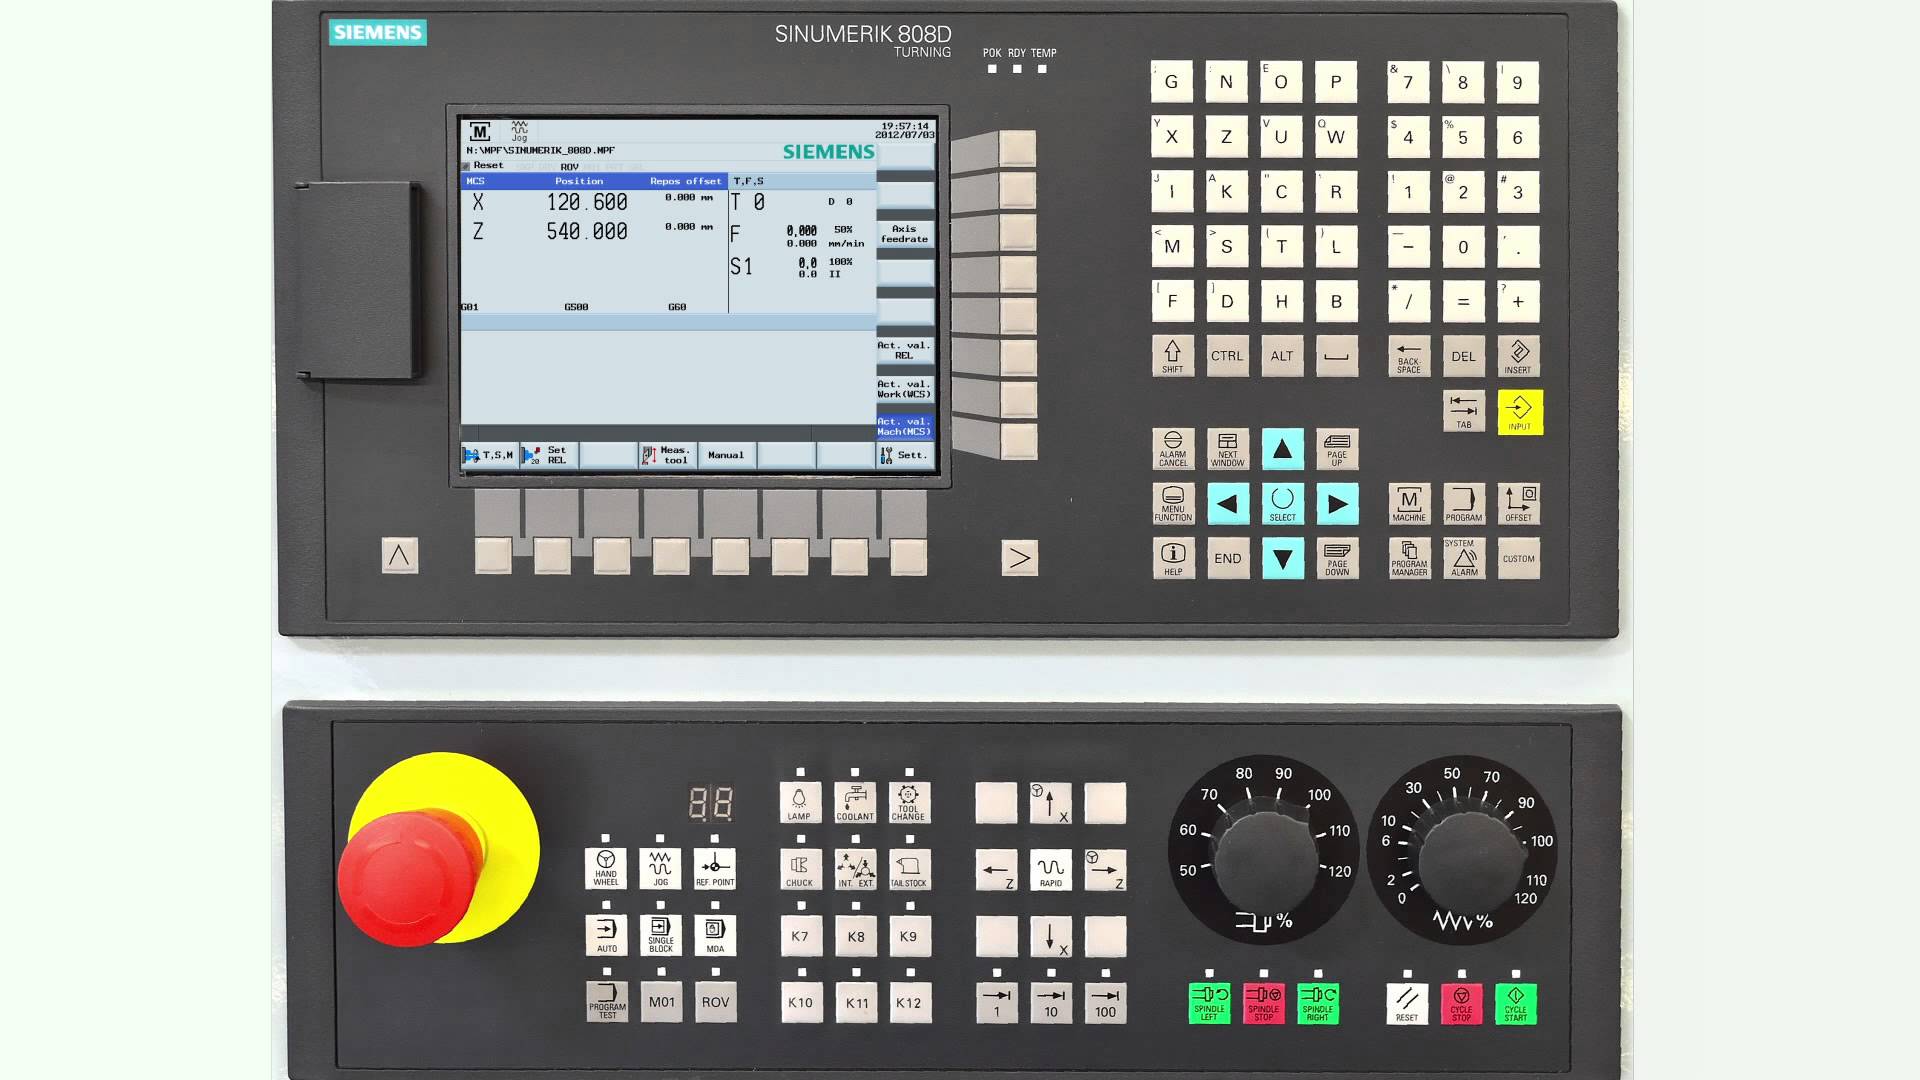 SIEMENS
SINUMERIK 808D
TURNING
POK RDY TEMP
M
Jog
19:57:14
2012/07/03
N:\MPF\SINUMERIK_808D.MPF
SIEMENS
Reset
ROV
MCS Position Repos offset T,F,S
X 120.600 0.000 mm T 0 D 0
Z 540.000 0.000 mm F 0.000 50%
0.000 mm/min
S1 0.0 100%
0.0 II
G01 G500 G60
Axis
feedrate
Act. val.
REL
Act. val.
Work(WCS)
Act. val.
Mach(MCS)
T,S,M
Set
REL
Meas.
tool
Manual
Sett.
; G
: N
E O
P
& 7
\ 8
| 9
Y X
Z
V U
Q W
$ 4
% 5
6
J I
A K
" C
' R
! 1
@ 2
# 3
< M
> S
( T
) L
_ -
0
, .
[ F
] D
H
B
* /
=
? +
SHIFT
CTRL
ALT
BACK-
SPACE
DEL
INSERT
TAB
INPUT
ALARM
CANCEL
NEXT
WINDOW
PAGE
UP
MENU
FUNCTION
SELECT
M
MACHINE
PROGRAM
OFFSET
HELP
END
PAGE
DOWN
PROGRAM
MANAGER
SYSTEM
ALARM
CUSTOM
88
HAND
WHEEL
JOG
REF. POINT
AUTO
SINGLE
BLOCK
MDA
PROGRAM
TEST
M01
ROV
LAMP
COOLANT
TOOL
CHANGE
CHUCK
INT. EXT.
TAILSTOCK
K7
K8
K9
K10
K11
K12
X
Z
RAPID
Z
X
1
10
100
50 60 70 80 90 100 110 120
%
0 2 6 10 30 50 70 90 100 110 120
%
SPINDLE
LEFT
SPINDLE
STOP
SPINDLE
RIGHT
RESET
CYCLE
STOP
CYCLE
START